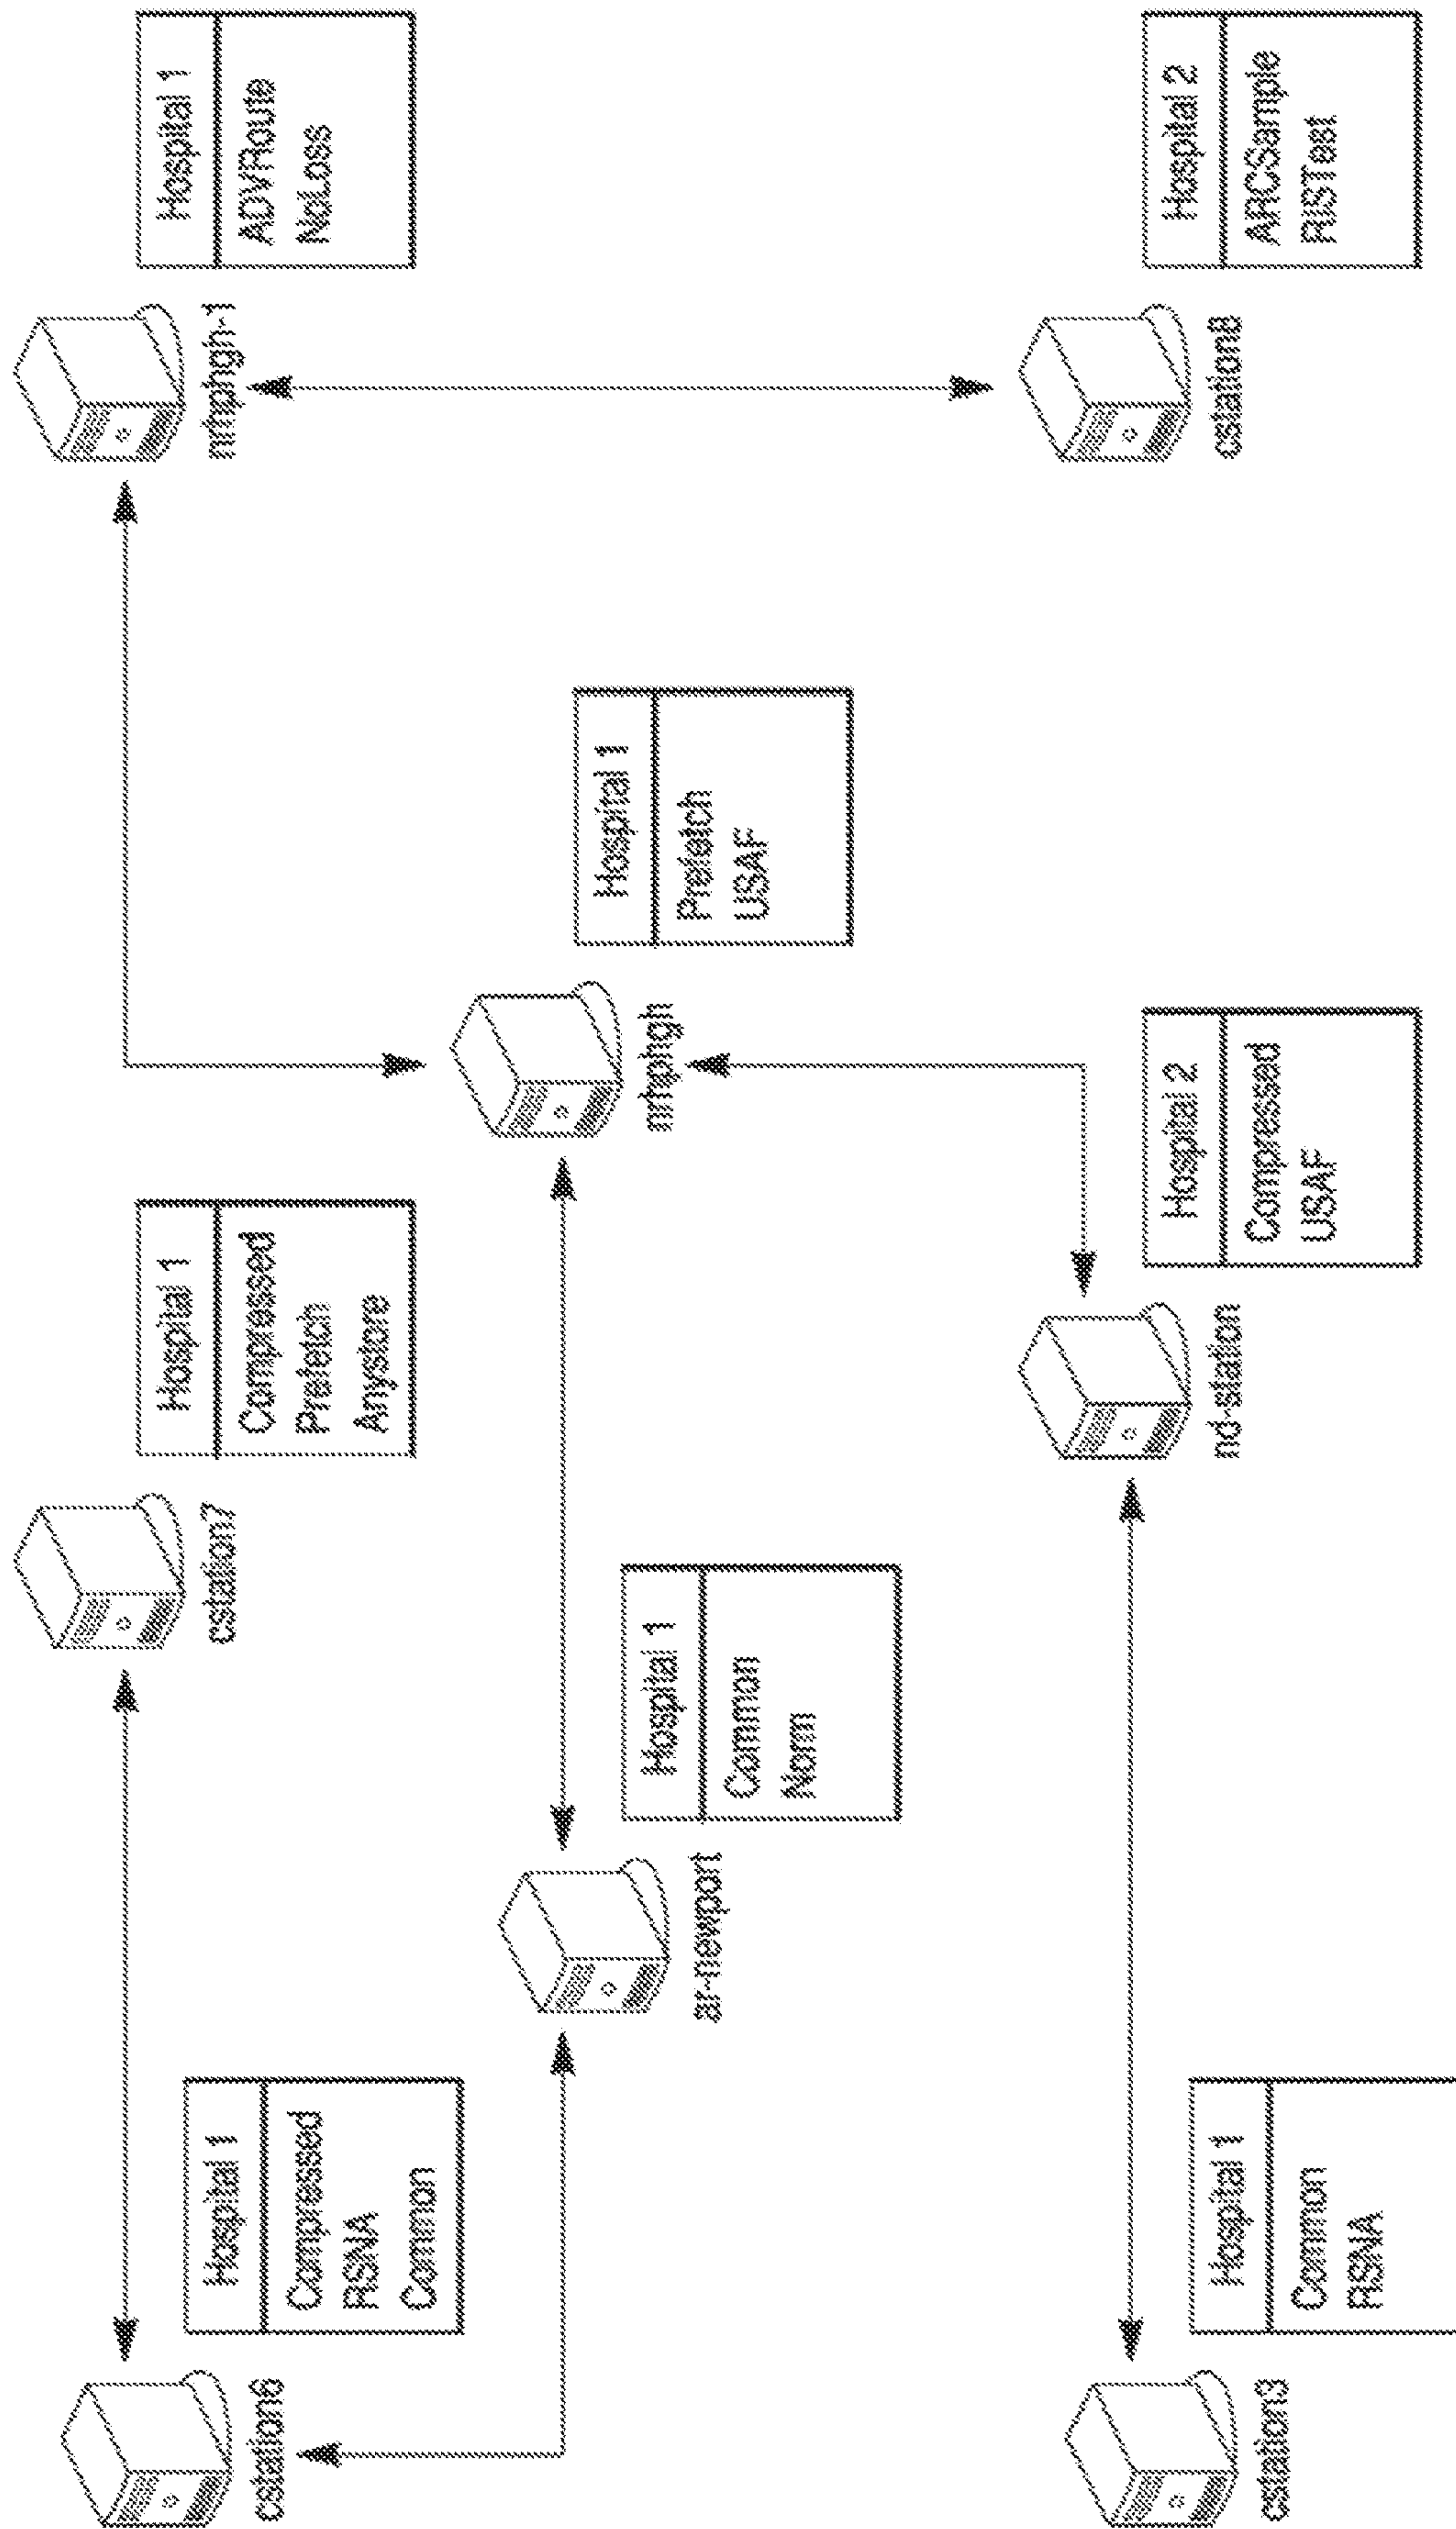 cstation6
Hospital 1
Compressed
RSNA
Common
cstation7
Hospital 1
Compressed
Prefetch
Anystore
nrhphgh-1
Hospital 1
ADVRoute
NoLoss
ar-newport
Hospital 1
Common
Norm
nrhphgh
Hospital 1
Prefetch
USAF
cstation3
Hospital 1
Common
RSNA
nd-station
Hospital 2
Compressed
USAF
cstation8
Hospital 2
ARCSample
RISTest